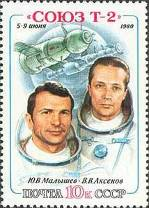 "СОЮЗ Т-2"
5-9 июня 1980
Ю.В.Малышев · В.В.Аксенов
ПОЧТА 10к СССР